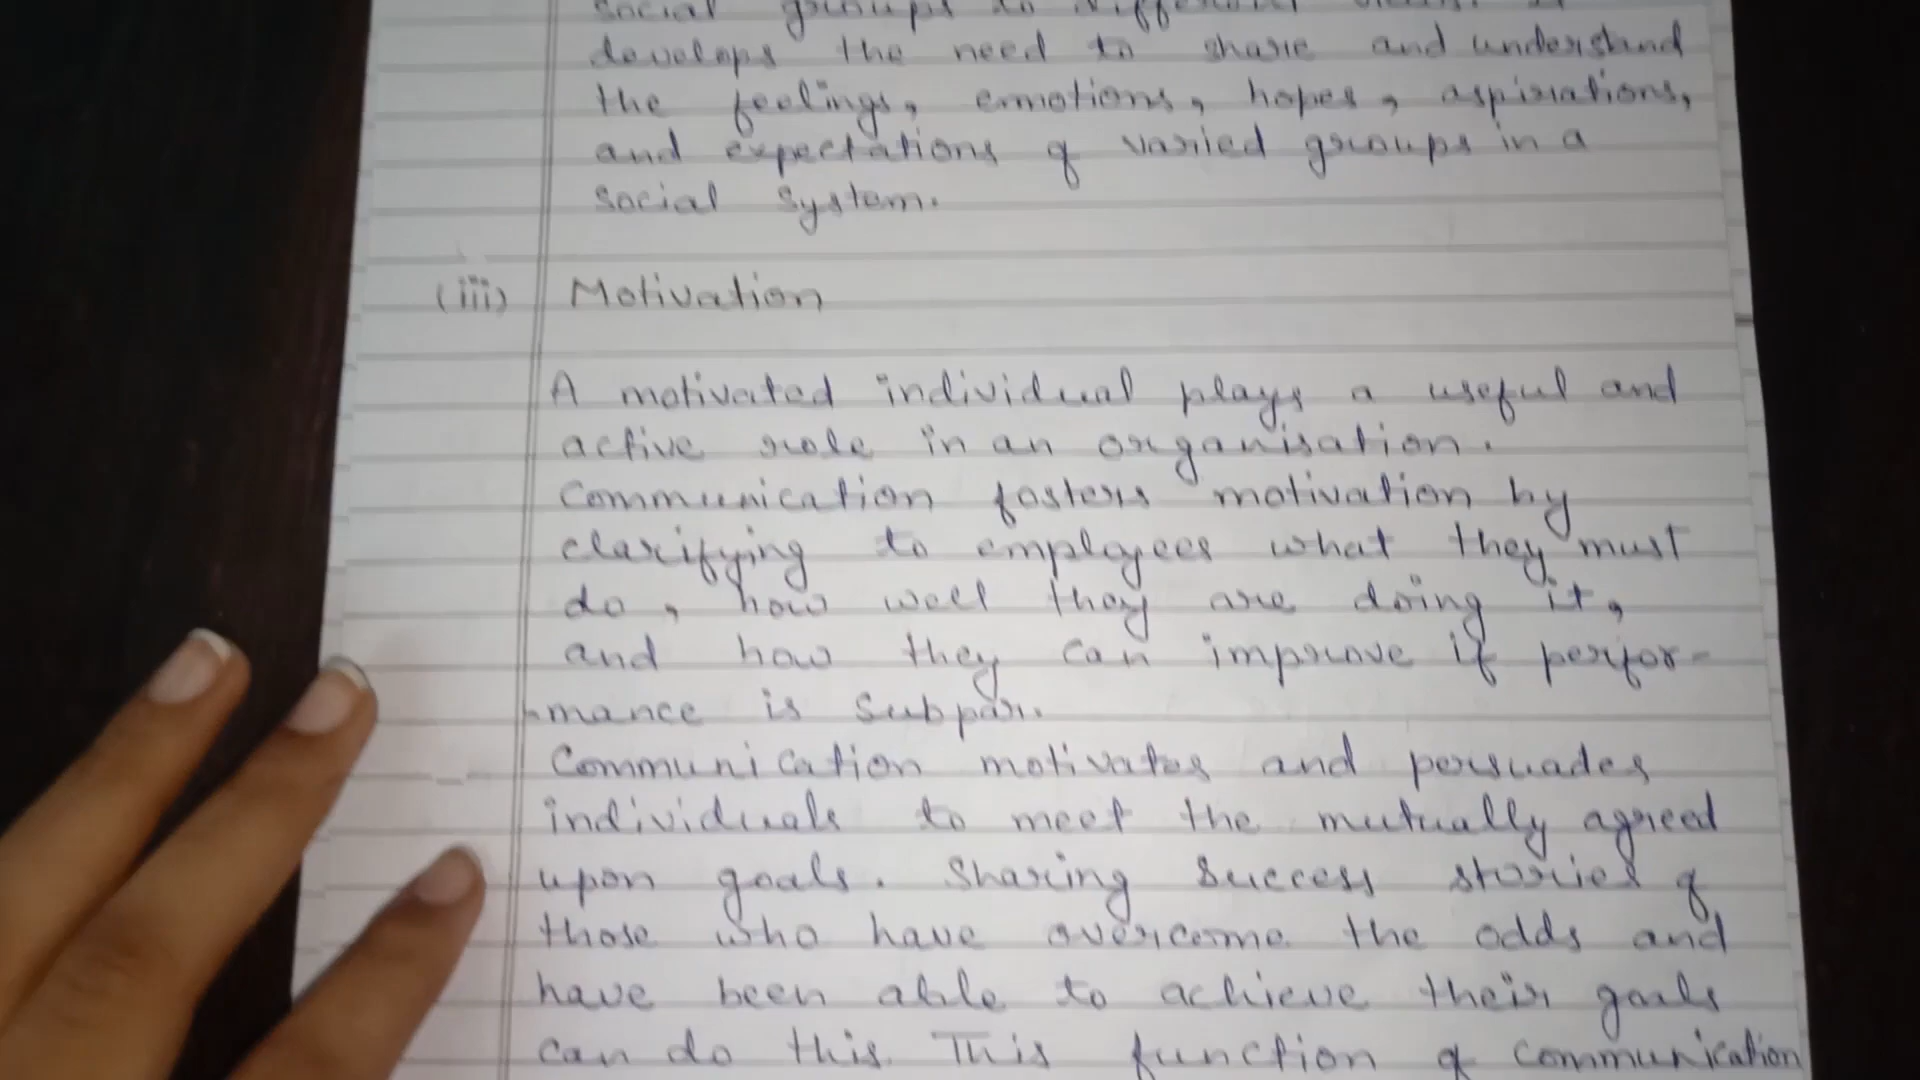 social groups to different
develops the need to share and understand
the feelings, emotions, hopes, aspirations,
and expectations of varied groups in a
social system.
(iii) Motivation
A motivated individual plays a useful and
active role in an organisation.
Communication fosters motivation by
clarifying to employees what they must
do, how well they are doing it,
and how they can improve if perfor-
-mance is subpar.
Communication motivates and persuades
individuals to meet the mutually agreed
upon goals. Sharing success stories of
those who have overcome the odds and
have been able to achieve their goals
can do this. This function of communication